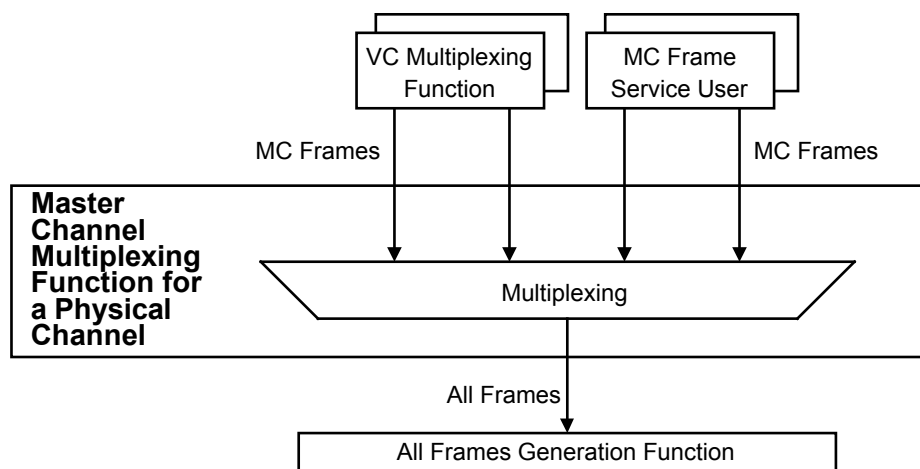 VC Multiplexing
Function
MC Frame
Service User
MC Frames
MC Frames
Master
Channel
Multiplexing
Function for
a Physical
Channel
Multiplexing
All Frames
All Frames Generation Function